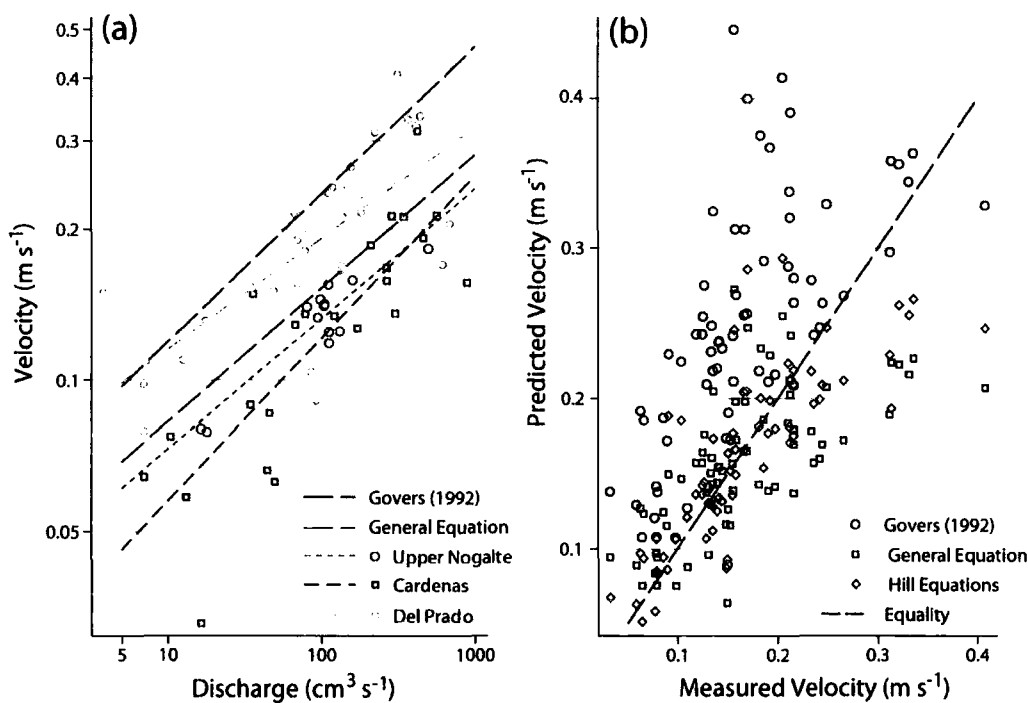 (a)
0.5
0.4
0.3
0.2
0.1
0.05
Velocity (m s-1)
5
10
100
1000
Discharge (cm3 s-1)
Govers (1992)
General Equation
Upper Nogalte
Cardenas
Del Prado
(b)
0.4
0.3
0.2
0.1
Predicted Velocity (m s-1)
0.1
0.2
0.3
0.4
Measured Velocity (m s-1)
Govers (1992)
General Equation
Hill Equations
Equality